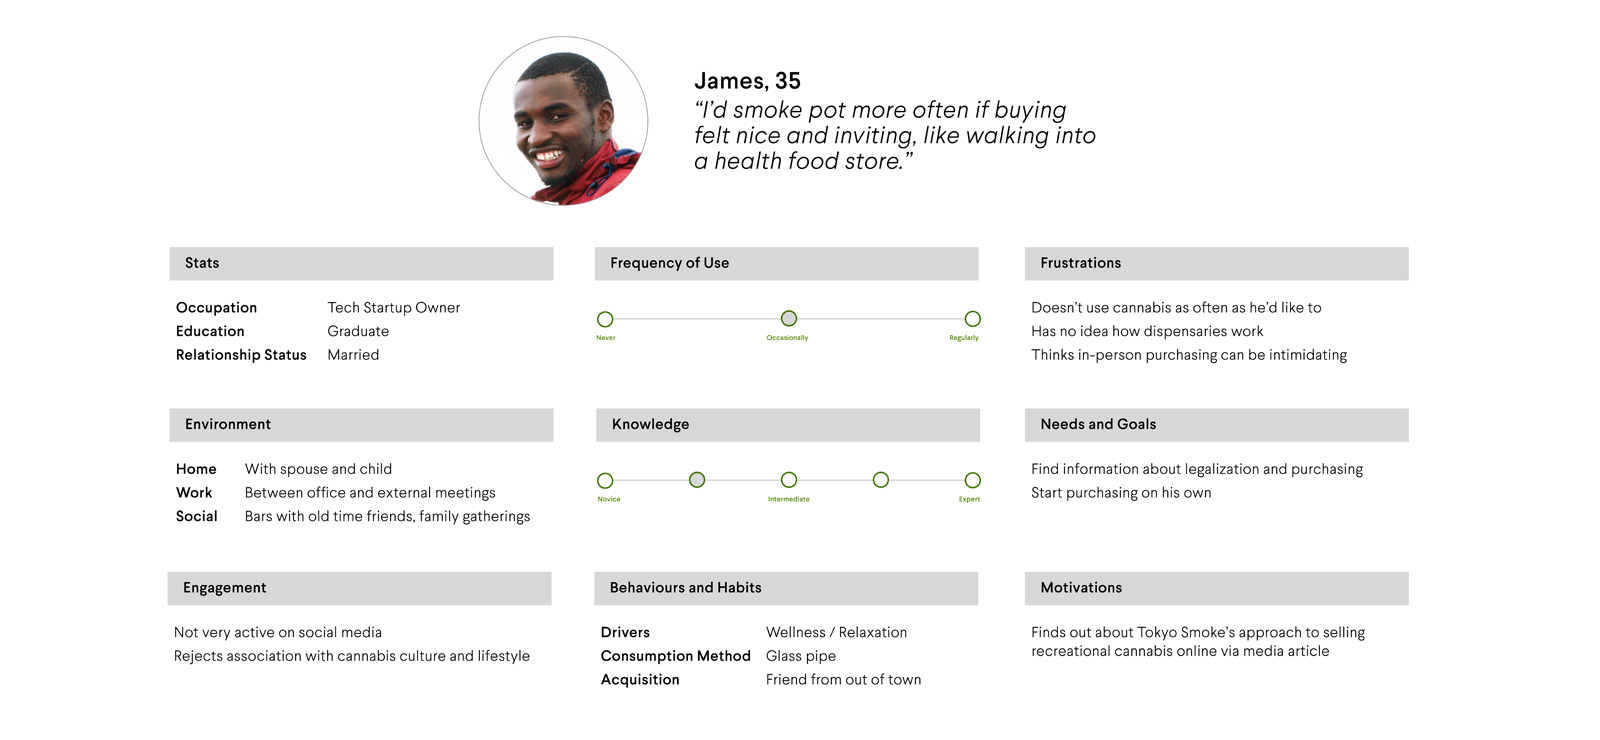 James, 35
“I’d smoke pot more often if buying
felt nice and inviting, like walking into
a health food store.”
Stats
Occupation Tech Startup Owner
Education Graduate
Relationship Status Married
Frequency of Use
Never Occasionally Regularly
Frustrations
Doesn’t use cannabis as often as he’d like to
Has no idea how dispensaries work
Thinks in-person purchasing can be intimidating
Environment
Home With spouse and child
Work Between office and external meetings
Social Bars with old time friends, family gatherings
Knowledge
Novice Intermediate Expert
Needs and Goals
Find information about legalization and purchasing
Start purchasing on his own
Engagement
Not very active on social media
Rejects association with cannabis culture and lifestyle
Behaviours and Habits
Drivers Wellness / Relaxation
Consumption Method Glass pipe
Acquisition Friend from out of town
Motivations
Finds out about Tokyo Smoke’s approach to selling
recreational cannabis online via media article